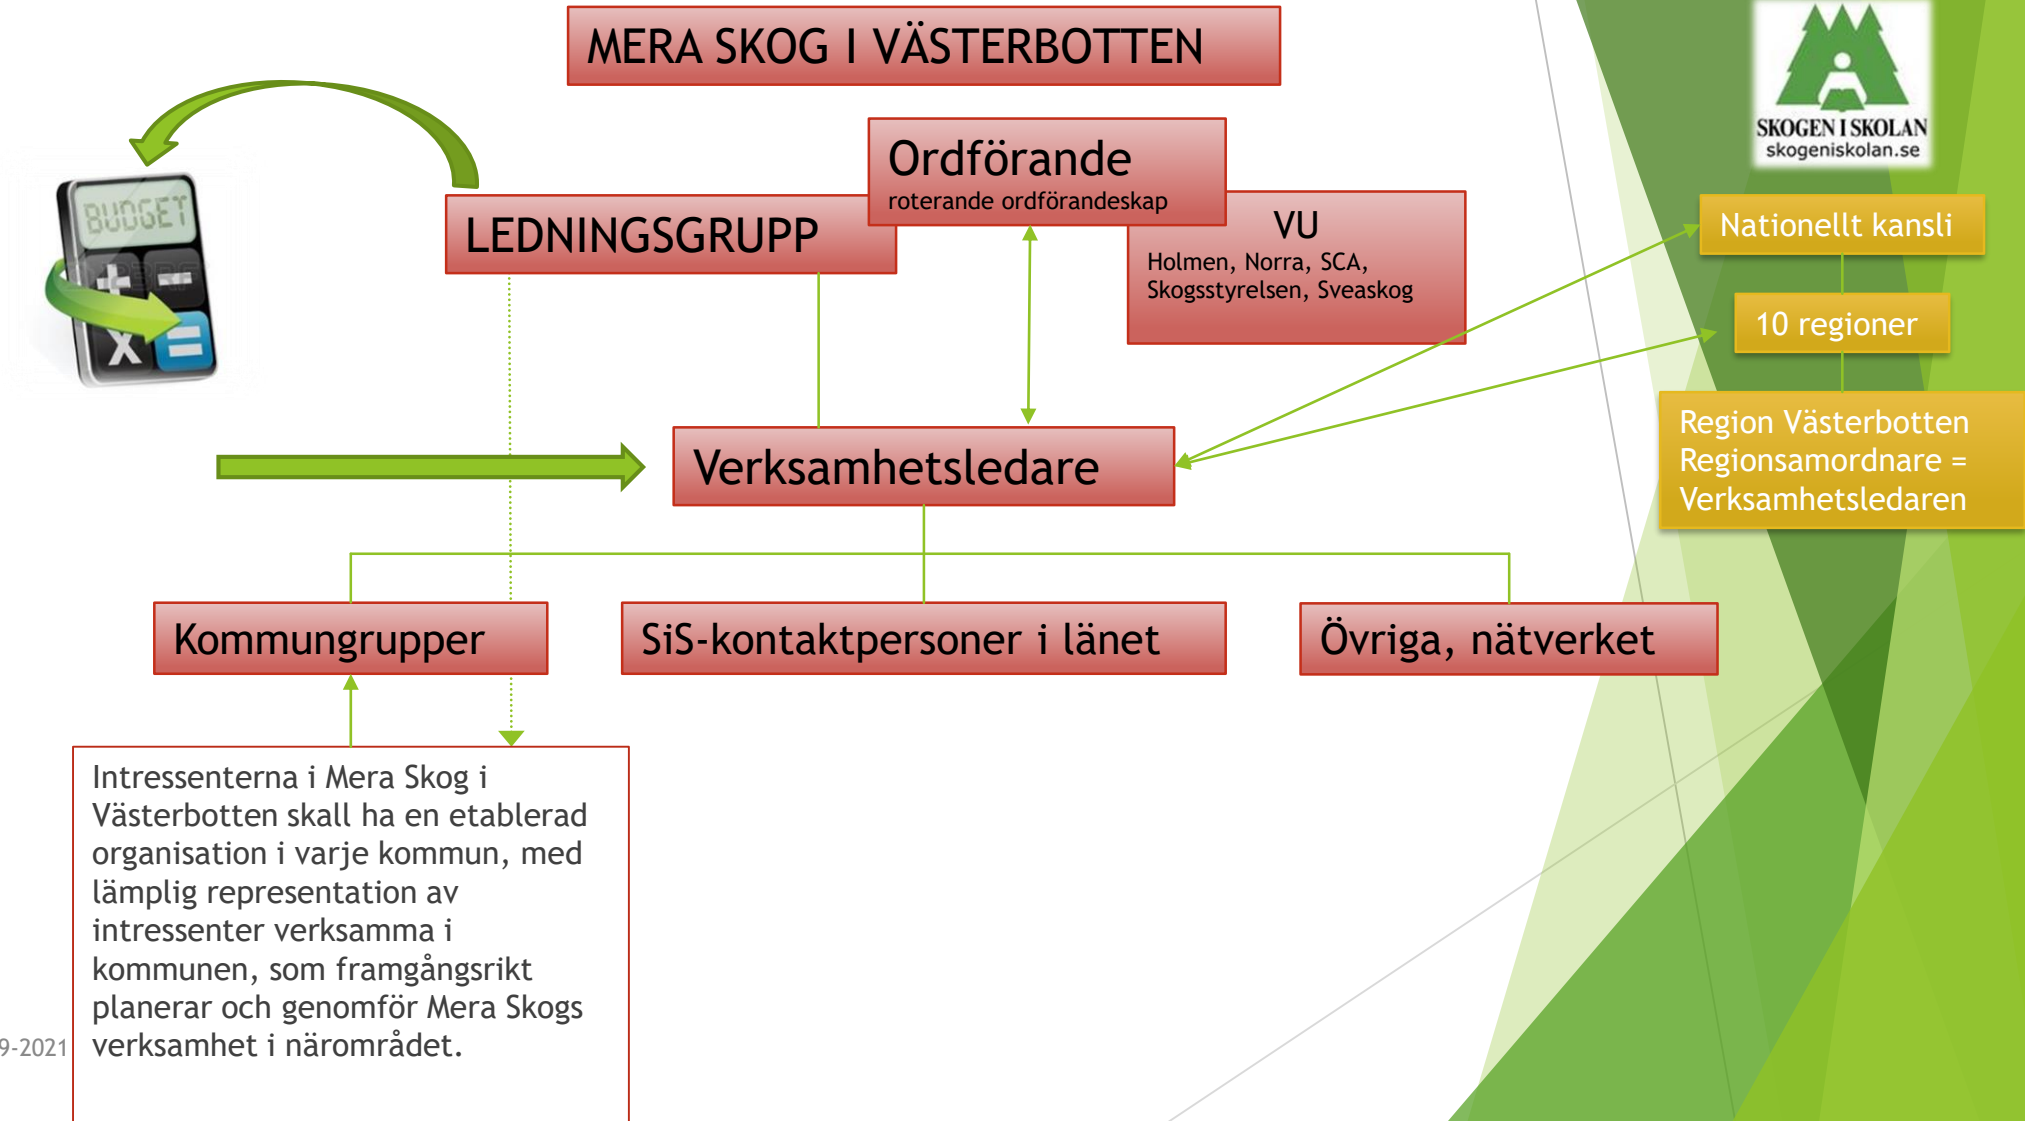 MERA SKOG I VÄSTERBOTTEN
SKOGEN I SKOLAN
skogeniskolan.se
BUDGET
LEDNINGSGRUPP
Ordförande
roterande ordförandeskap
VU
Holmen, Norra, SCA,
Skogsstyrelsen, Sveaskog
Nationellt kansli
10 regioner
Region Västerbotten
Regionsamordnare =
Verksamhetsledaren
Verksamhetsledare
Kommungrupper
SiS-kontaktpersoner i länet
Övriga, nätverket
Intressenterna i Mera Skog i
Västerbotten skall ha en etablerad
organisation i varje kommun, med
lämplig representation av
intressenter verksamma i
kommunen, som framgångsrikt
planerar och genomför Mera Skogs
verksamhet i närområdet.
9-2021